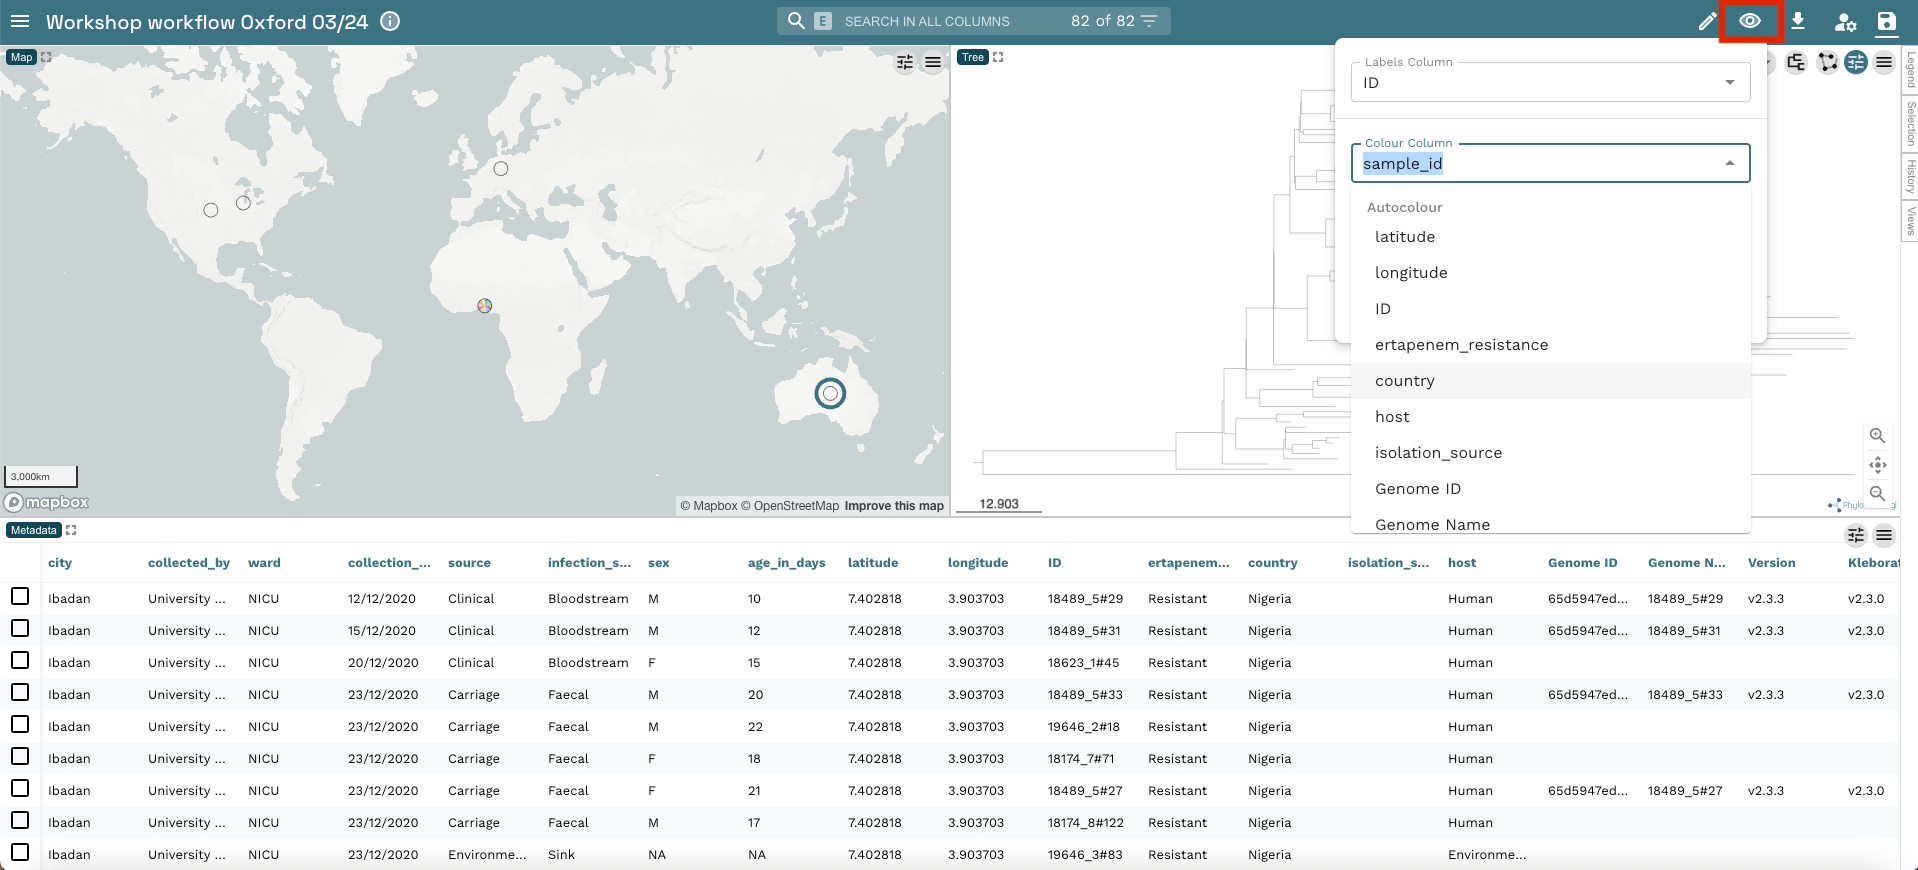 Workshop workflow Oxford 03/24
E SEARCH IN ALL COLUMNS 82 of 82
Map
Tree
Labels Column
ID
Colour Column
sample_id
Autocolour
latitude
longitude
ID
ertapenem_resistance
country
host
isolation_source
Genome ID
Genome Name
Legend
Selection
History
Views
3,000km
mapbox
© Mapbox © OpenStreetMap Improve this map
12.903
Metadata
city collected_by ward collection_... source infection_s... sex age_in_days latitude longitude ID ertapenem... country isolation_s... host Genome ID Genome N... Version Kleborat
Ibadan University ... NICU 12/12/2020 Clinical Bloodstream M 10 7.402818 3.903703 18489_5#29 Resistant Nigeria Human 65d5947ed... 18489_5#29 v2.3.3 v2.3.0
Ibadan University ... NICU 15/12/2020 Clinical Bloodstream M 12 7.402818 3.903703 18489_5#31 Resistant Nigeria Human 65d5947ed... 18489_5#31 v2.3.3 v2.3.0
Ibadan University ... NICU 20/12/2020 Clinical Bloodstream F 15 7.402818 3.903703 18623_1#45 Resistant Nigeria Human
Ibadan University ... NICU 23/12/2020 Carriage Faecal M 20 7.402818 3.903703 18489_5#33 Resistant Nigeria Human 65d5947ed... 18489_5#33 v2.3.3 v2.3.0
Ibadan University ... NICU 23/12/2020 Carriage Faecal M 22 7.402818 3.903703 19646_2#18 Resistant Nigeria Human
Ibadan University ... NICU 23/12/2020 Carriage Faecal F 18 7.402818 3.903703 18174_7#71 Resistant Nigeria Human
Ibadan University ... NICU 23/12/2020 Carriage Faecal F 21 7.402818 3.903703 18489_5#27 Resistant Nigeria Human 65d5947ed... 18489_5#27 v2.3.3 v2.3.0
Ibadan University ... NICU 23/12/2020 Carriage Faecal M 17 7.402818 3.903703 18174_8#122 Resistant Nigeria Human
Ibadan University ... NICU 23/12/2020 Environme... Sink NA NA 7.402818 3.903703 19646_3#83 Resistant Nigeria Environme...